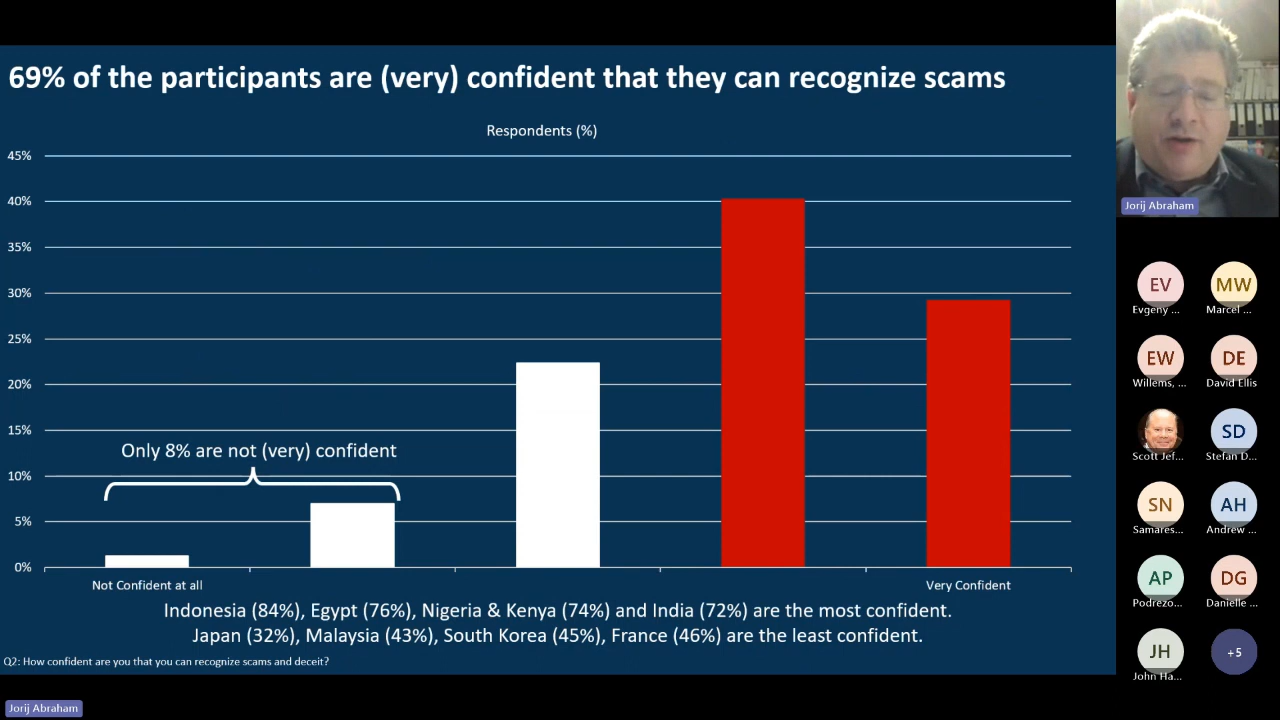 69% of the participants are (very) confident that they can recognize scams
Respondents (%)
45%
40%
35%
30%
25%
20%
15%
10%
5%
0%
Only 8% are not (very) confident
Not Confident at all
Very Confident
Indonesia (84%), Egypt (76%), Nigeria & Kenya (74%) and India (72%) are the most confident.
Japan (32%), Malaysia (43%), South Korea (45%), France (46%) are the least confident.
Q2: How confident are you that you can recognize scams and deceit?
Jorij Abraham
Jorij Abraham
EV
Evgeny ...
MW
Marcel ...
EW
Willems, ...
DE
David Ellis
Scott Jef...
SD
Stefan D...
SN
Samares...
AH
Andrew ...
AP
Podrezo...
DG
Danielle ...
JH
John Ha...
+5